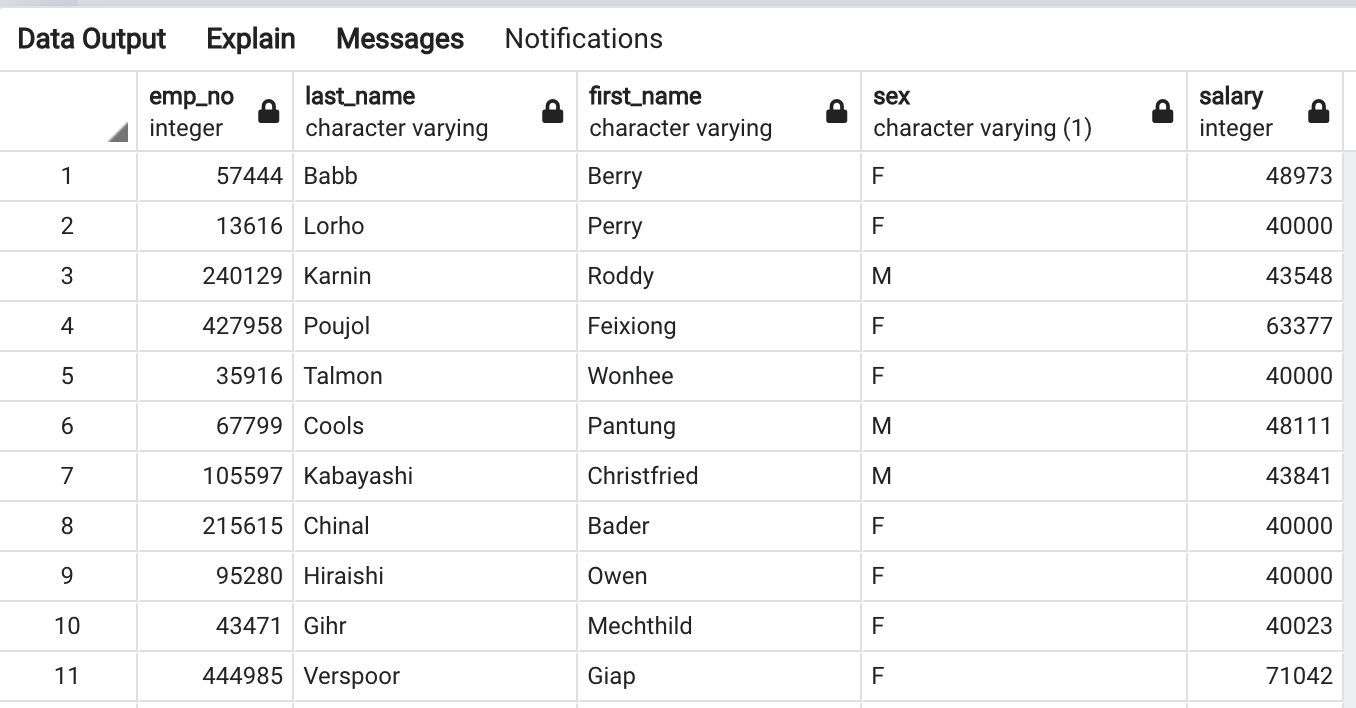 Data Output Explain Messages Notifications
emp_no last_name first_name sex salary
integer character varying character varying character varying (1) integer
1 57444 Babb Berry F 48973
2 13616 Lorho Perry F 40000
3 240129 Karnin Roddy M 43548
4 427958 Poujol Feixiong F 63377
5 35916 Talmon Wonhee F 40000
6 67799 Cools Pantung M 48111
7 105597 Kabayashi Christfried M 43841
8 215615 Chinal Bader F 40000
9 95280 Hiraishi Owen F 40000
10 43471 Gihr Mechthild F 40023
11 444985 Verspoor Giap F 71042